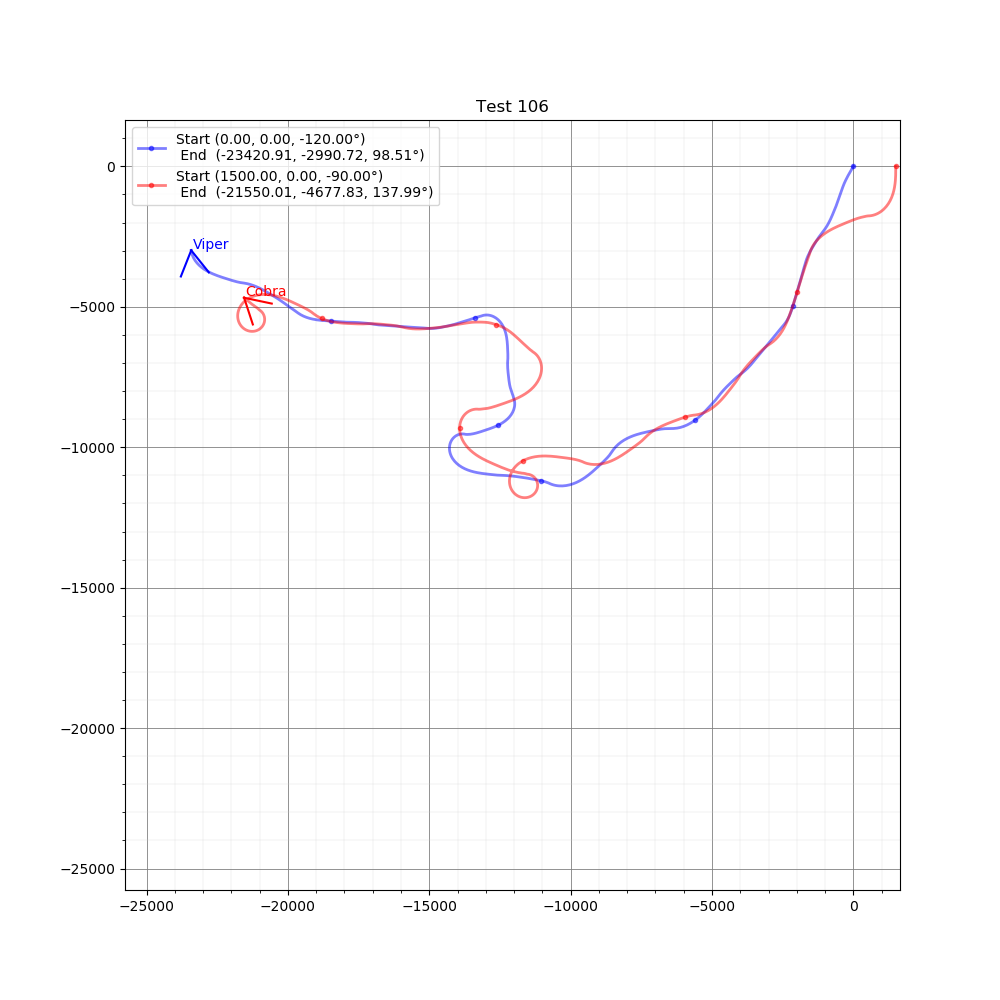 Test 106
Start (0.00, 0.00, -120.00°)
End  (-23420.91, -2990.72, 98.51°)
Start (1500.00, 0.00, -90.00°)
End  (-21550.01, -4677.83, 137.99°)
Viper
Cobra
0
−5000
−10000
−15000
−20000
−25000
−25000
−20000
−15000
−10000
−5000
0